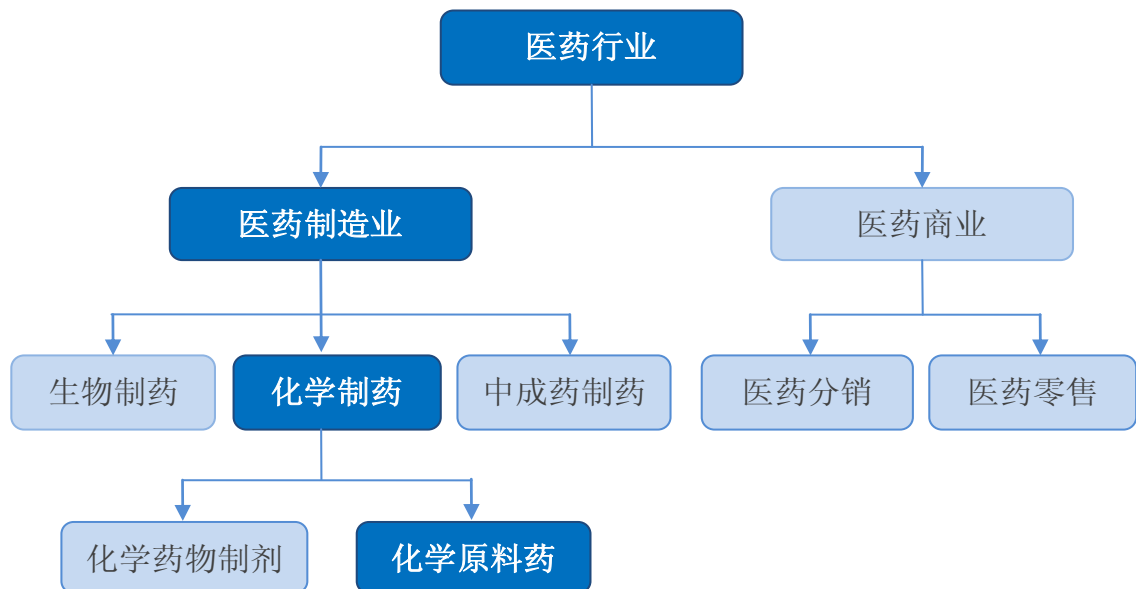 医药行业
医药制造业
医药商业
生物制药
化学制药
中成药制药
医药分销
医药零售
化学药物制剂
化学原料药